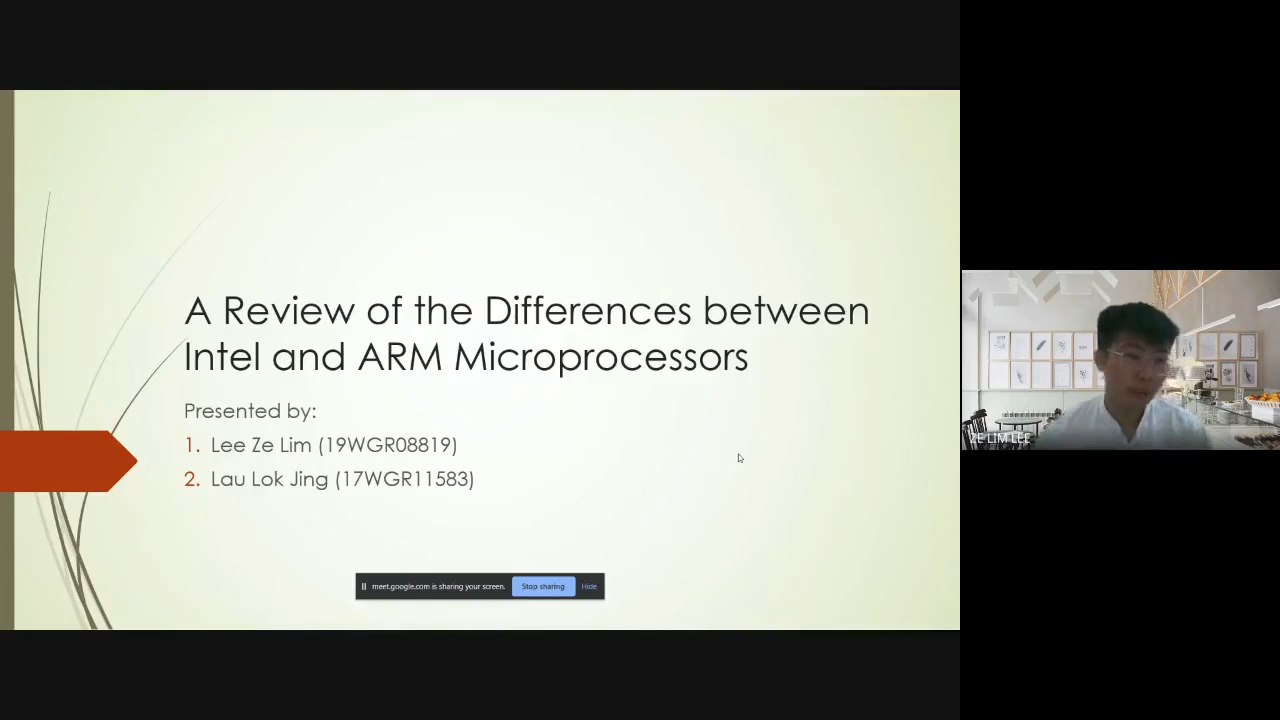 A Review of the Differences between
Intel and ARM Microprocessors
Presented by:
1. Lee Ze Lim (19WGR08819)
2. Lau Lok Jing (17WGR11583)
meet.google.com is sharing your screen. Stop sharing Hide
ZE LIM LEE